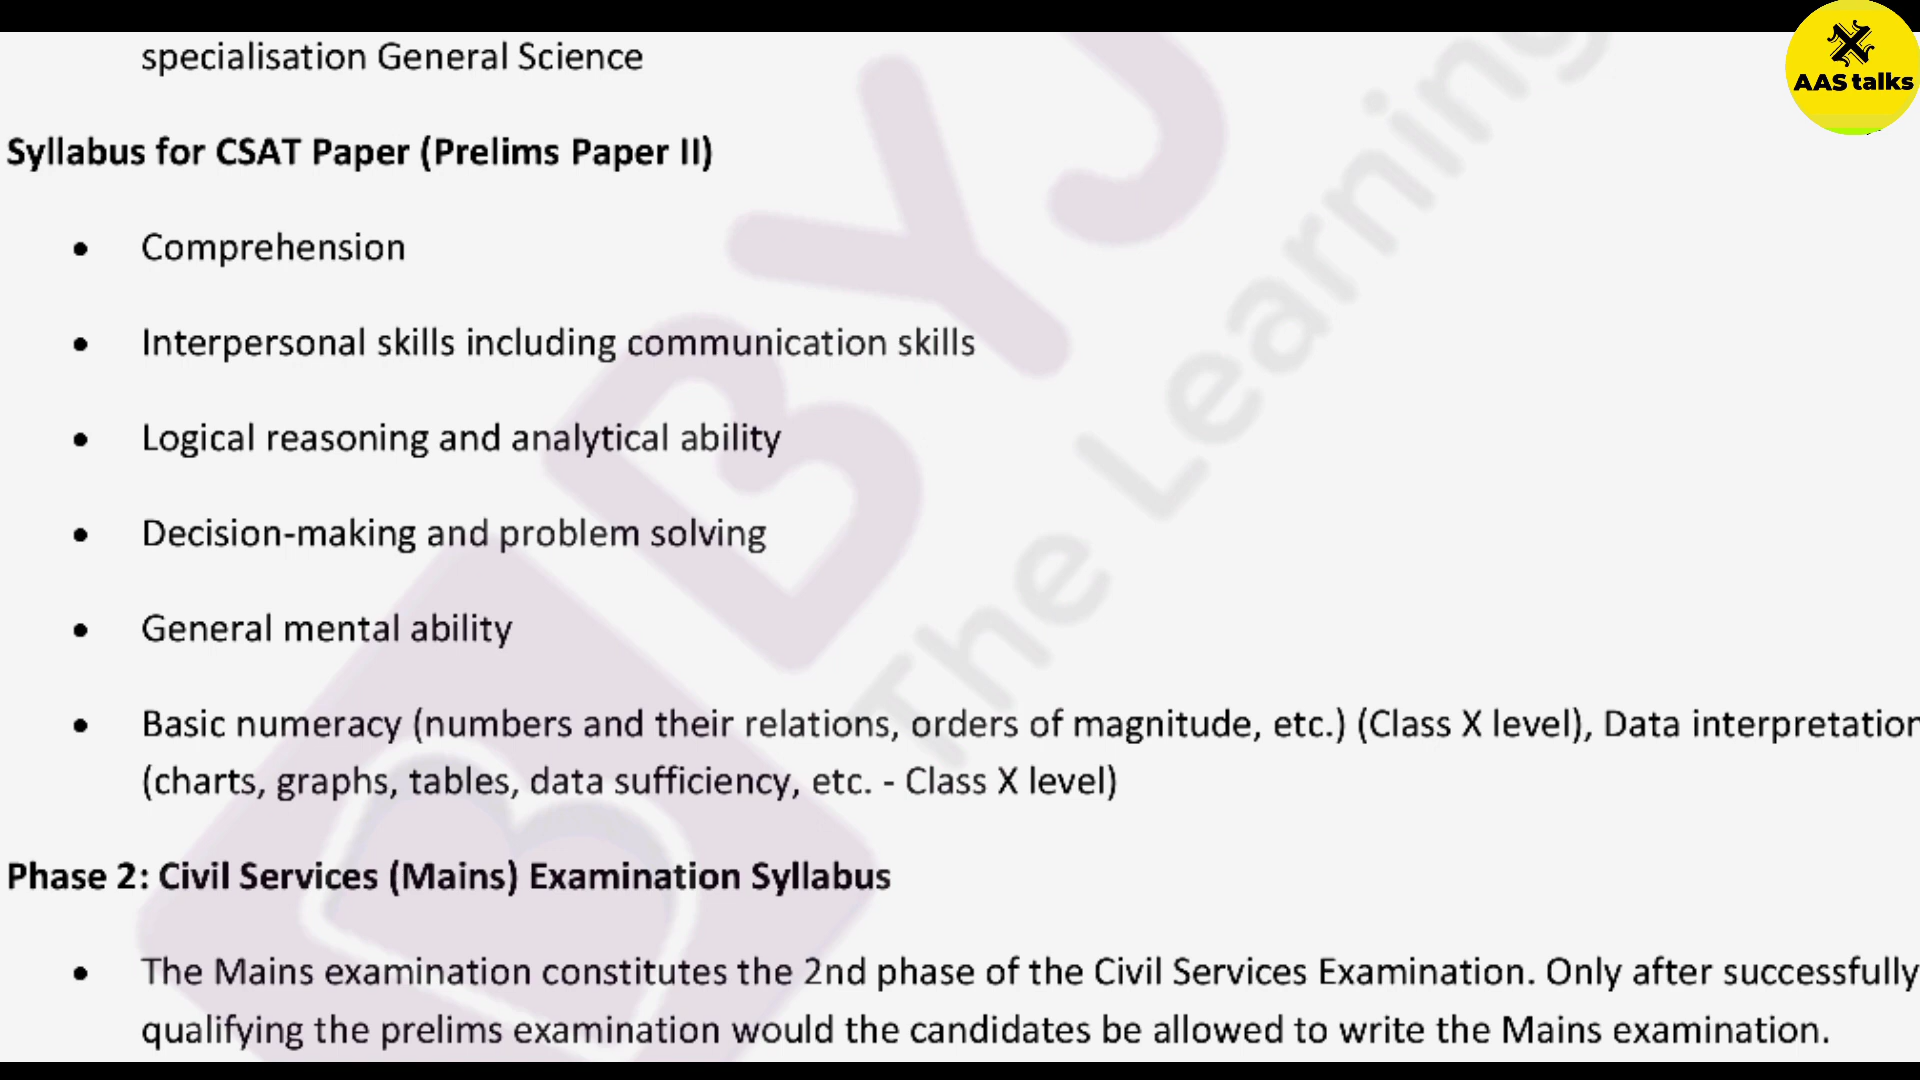 specialisation General Science
AAS talks
Syllabus for CSAT Paper (Prelims Paper II)
• Comprehension
• Interpersonal skills including communication skills
• Logical reasoning and analytical ability
• Decision-making and problem solving
• General mental ability
• Basic numeracy (numbers and their relations, orders of magnitude, etc.) (Class X level), Data interpretation
(charts, graphs, tables, data sufficiency, etc. - Class X level)
Phase 2: Civil Services (Mains) Examination Syllabus
• The Mains examination constitutes the 2nd phase of the Civil Services Examination. Only after successfully
qualifying the prelims examination would the candidates be allowed to write the Mains examination.
BYJ
The Learning